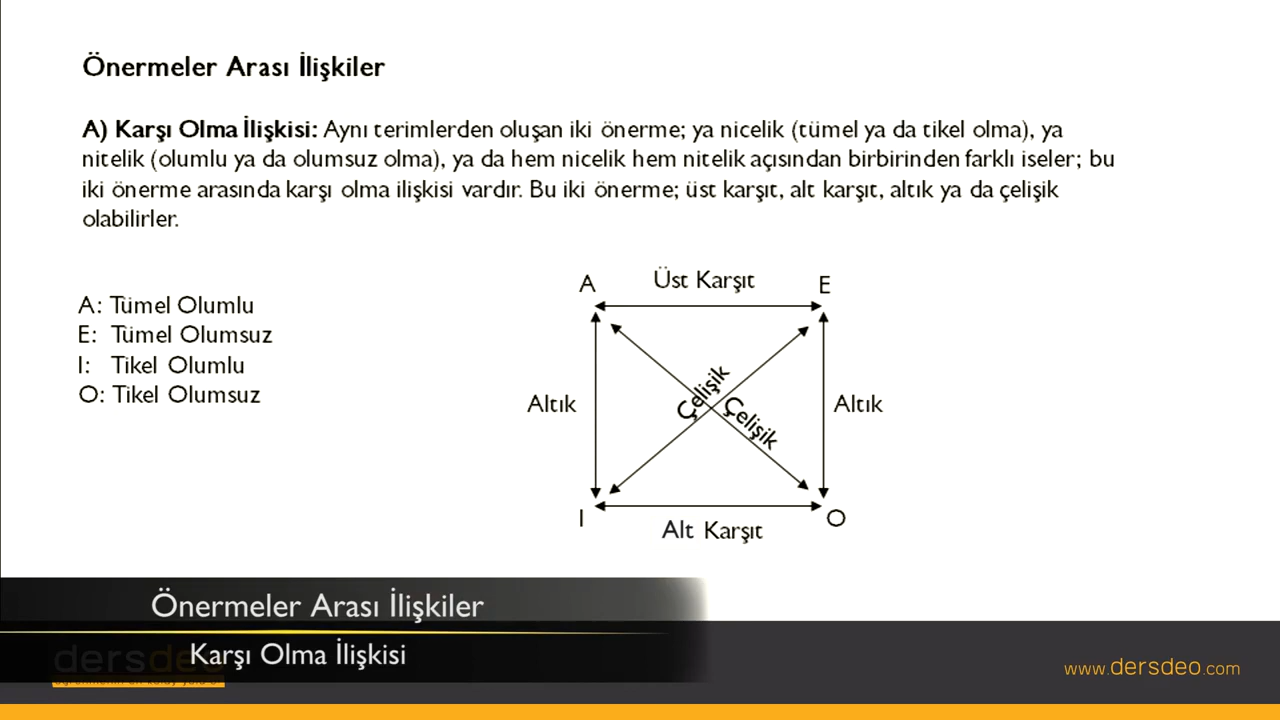 Önermeler Arası İlişkiler
A) Karşı Olma İlişkisi: Aynı terimlerden oluşan iki önerme; ya nicelik (tümel ya da tikel olma), ya
nitelik (olumlu ya da olumsuz olma), ya da hem nicelik hem nitelik açısından birbirinden farklı iseler; bu
iki önerme arasında karşı olma ilişkisi vardır. Bu iki önerme; üst karşıt, alt karşıt, altık ya da çelişik
olabilirler.
A: Tümel Olumlu
E: Tümel Olumsuz
I: Tikel Olumlu
O: Tikel Olumsuz
A Üst Karşıt E
Altık
Çelişik
Çelişik
Altık
I Alt Karşıt O
Önermeler Arası İlişkiler
Karşı Olma İlişkisi
www.dersdeo.com